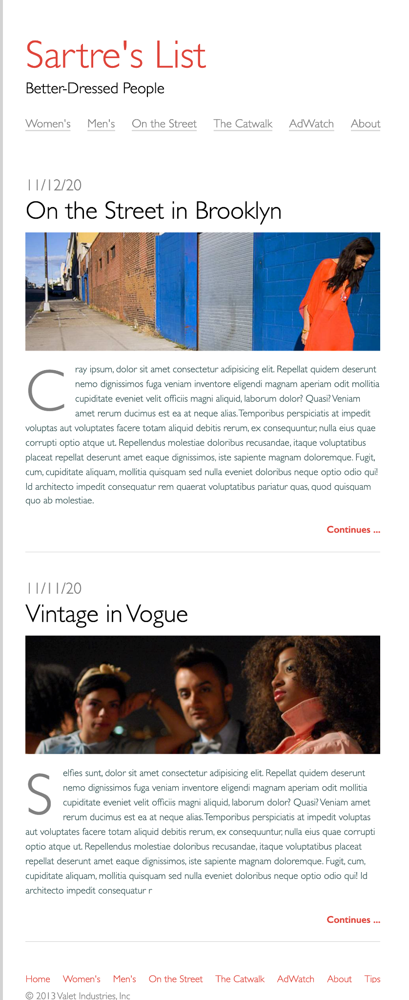 Sartre's List
Better-Dressed People
Women's Men's On the Street The Catwalk AdWatch About
11/12/20
On the Street in Brooklyn
Cray ipsum, dolor sit amet consectetur adipisicing elit. Repellat quidem deserunt
nemo dignissimos fuga veniam inventore eligendi magnam aperiam odit mollitia
cupiditate eveniet velit officiis magni aliquid, laborum dolor? Quasi? Veniam
amet rerum ducimus est ea at neque alias. Temporibus perspiciatis at impedit
voluptas aut voluptates facere totam aliquid debitis rerum, ex consequuntur, nulla eius quae
corrupti optio atque ut. Repellendus molestiae doloribus recusandae, itaque voluptatibus
placeat repellat deserunt amet eaque dignissimos, iste sapiente magnam doloremque. Fugit,
cum, cupiditate aliquam, mollitia quisquam sed nulla eveniet doloribus neque optio odio qui!
Id architecto impedit consequatur rem quaerat voluptatibus pariatur quas, quod quisquam
quo ab molestiae.
Continues ...
11/11/20
Vintage in Vogue
Selfies sunt, dolor sit amet consectetur adipisicing elit. Repellat quidem deserunt
nemo dignissimos fuga veniam inventore eligendi magnam aperiam odit mollitia
cupiditate eveniet velit officiis magni aliquid, laborum dolor? Quasi? Veniam amet
rerum ducimus est ea at neque alias. Temporibus perspiciatis at impedit voluptas
aut voluptates facere totam aliquid debitis rerum, ex consequuntur, nulla eius quae corrupti
optio atque ut. Repellendus molestiae doloribus recusandae, itaque voluptatibus placeat
repellat deserunt amet eaque dignissimos, iste sapiente magnam doloremque. Fugit, cum,
cupiditate aliquam, mollitia quisquam sed nulla eveniet doloribus neque optio odio qui! Id
architecto impedit consequatur r
Continues ...
Home Women's Men's On the Street The Catwalk AdWatch About Tips
© 2013 Valet Industries, Inc